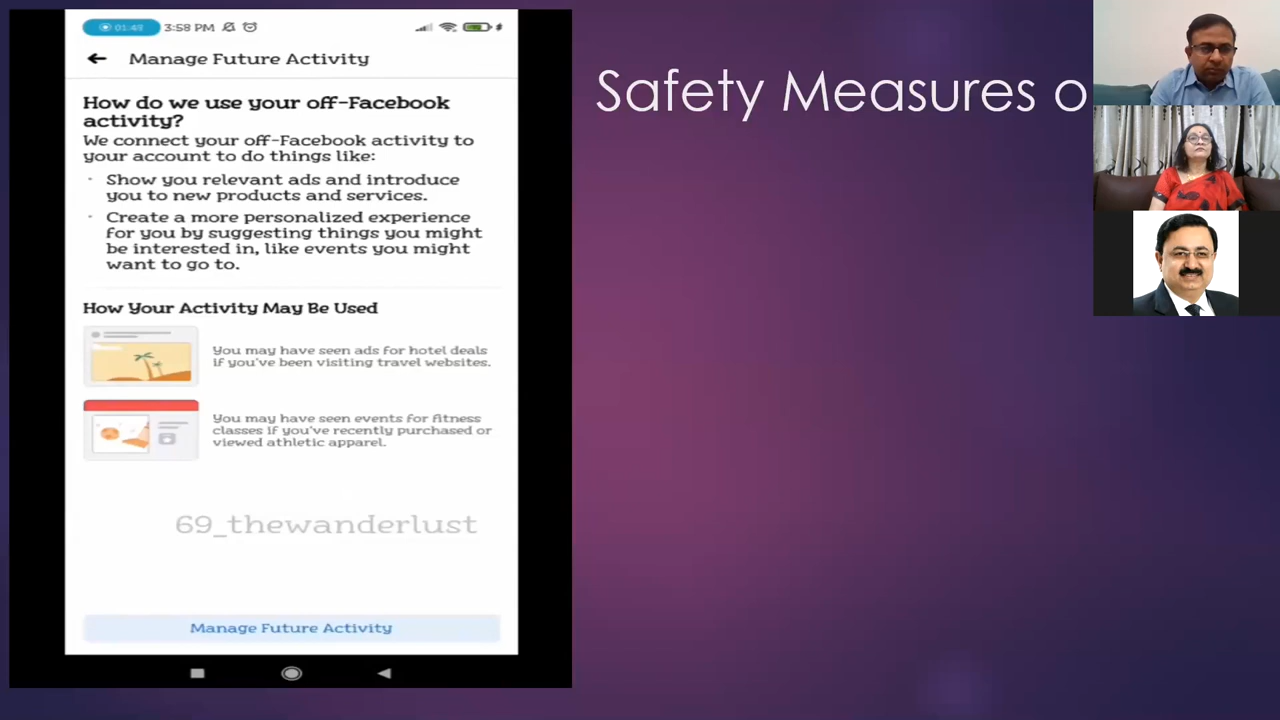 01:49 3:58 PM
Manage Future Activity
How do we use your off-Facebook
activity?
We connect your off-Facebook activity to
your account to do things like:
· Show you relevant ads and introduce
you to new products and services.
· Create a more personalized experience
for you by suggesting things you might
be interested in, like events you might
want to go to.
How Your Activity May Be Used
You may have seen ads for hotel deals
if you've been visiting travel websites.
You may have seen events for fitness
classes if you've recently purchased or
viewed athletic apparel.
69_thewanderlust
Manage Future Activity
Safety Measures o